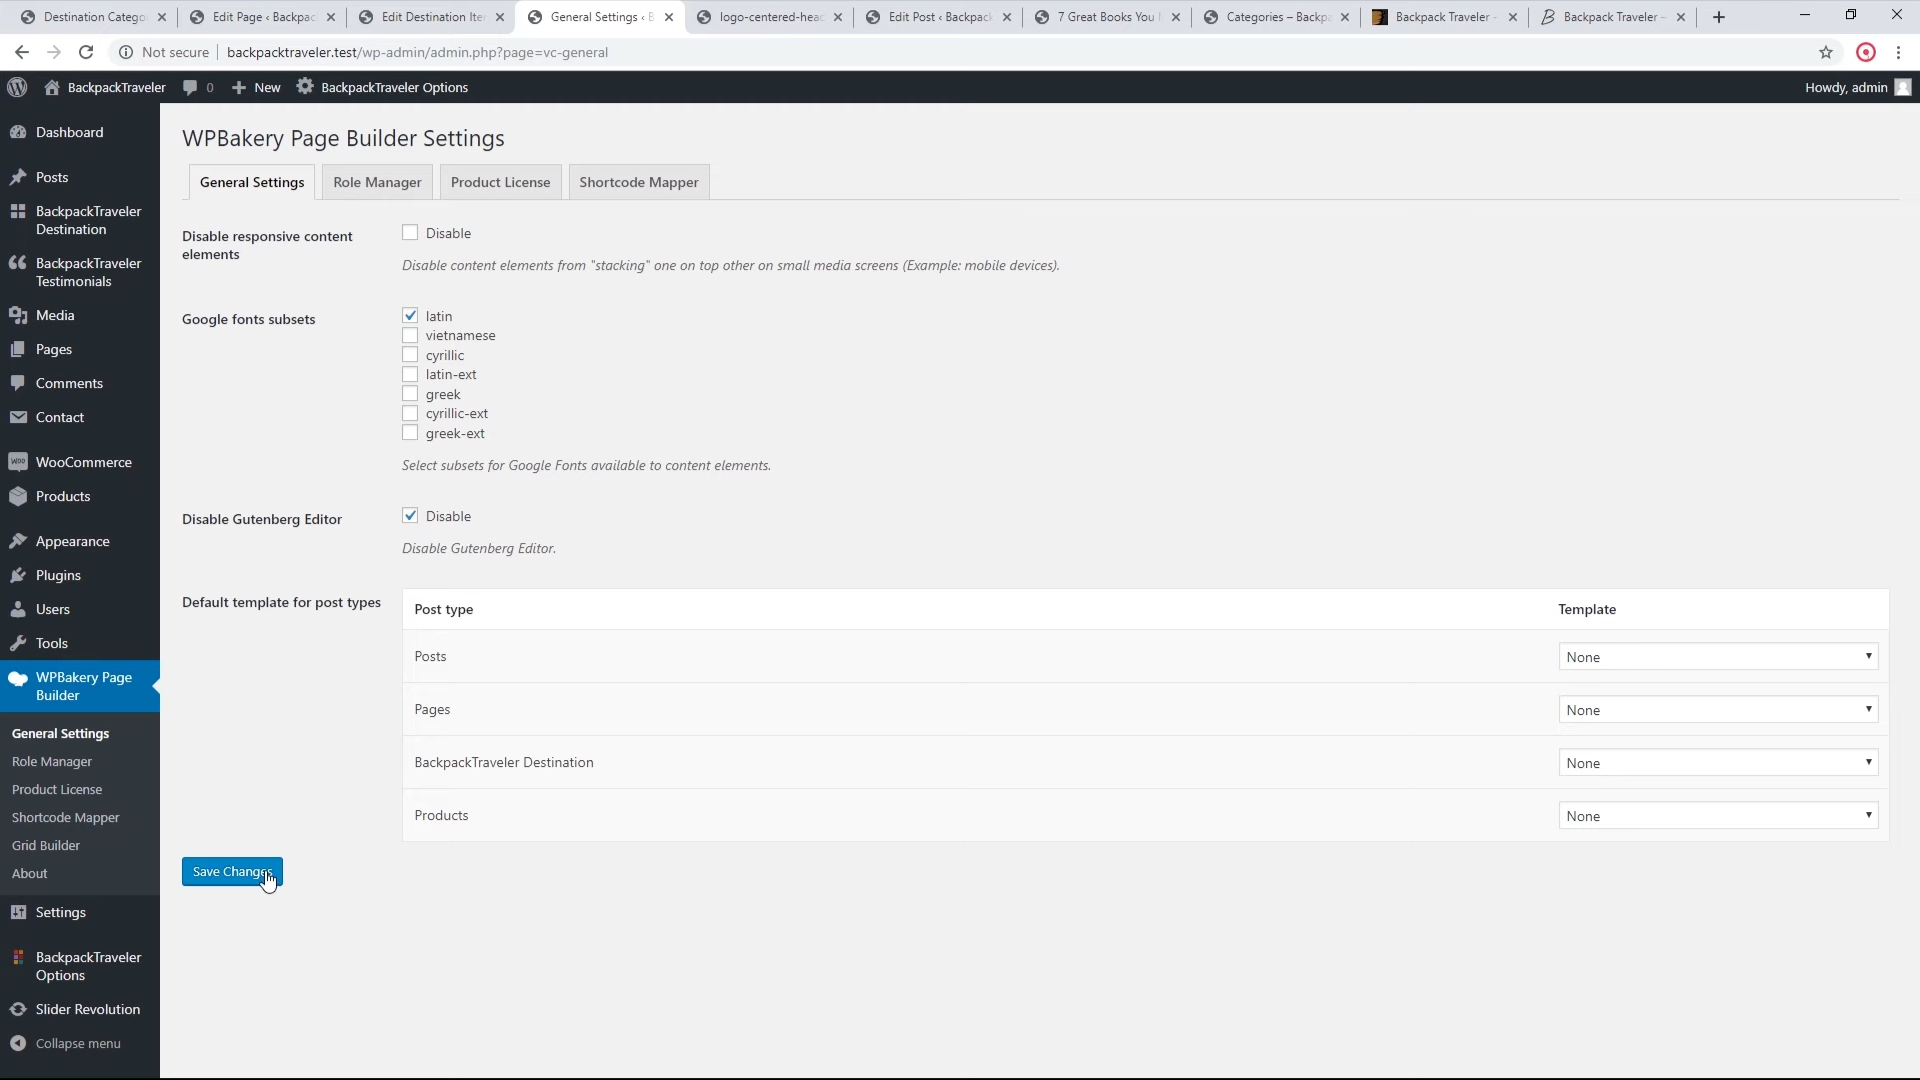 Destination Catego
Edit Page ‹ Backpac
Edit Destination Ite
General Settings ‹ B
logo-centered-hea
Edit Post ‹ Backpack
7 Great Books You
Categories – Backpa
Backpack Traveler -
Backpack Traveler –
Not secure
backpacktraveler.test/wp-admin/admin.php?page=vc-general
BackpackTraveler
0
New
BackpackTraveler Options
Howdy, admin
Dashboard
Posts
BackpackTraveler
Destination
BackpackTraveler
Testimonials
Media
Pages
Comments
Contact
WooCommerce
Products
Appearance
Plugins
Users
Tools
WPBakery Page
Builder
General Settings
Role Manager
Product License
Shortcode Mapper
Grid Builder
About
Settings
BackpackTraveler
Options
Slider Revolution
Collapse menu
WPBakery Page Builder Settings
General Settings
Role Manager
Product License
Shortcode Mapper
Disable responsive content
elements
Disable
Disable content elements from "stacking" one on top other on small media screens (Example: mobile devices).
Google fonts subsets
latin
vietnamese
cyrillic
latin-ext
greek
cyrillic-ext
greek-ext
Select subsets for Google Fonts available to content elements.
Disable Gutenberg Editor
Disable
Disable Gutenberg Editor.
Default template for post types
Post type
Template
Posts
None
Pages
None
BackpackTraveler Destination
None
Products
None
Save Changes